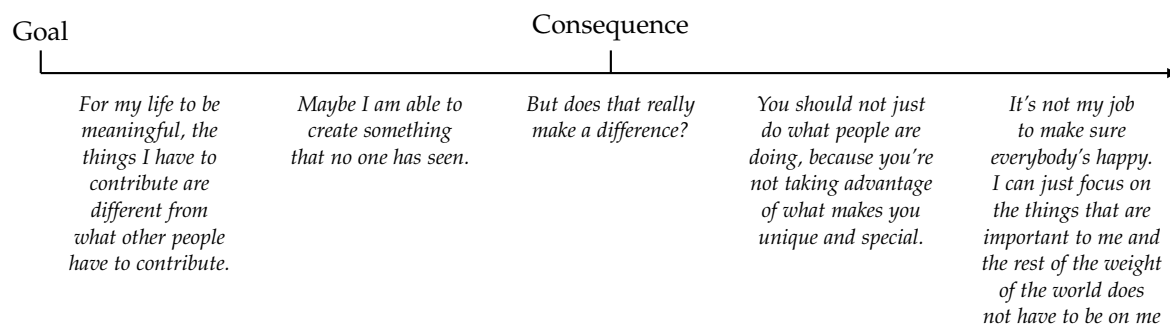 Goal
Consequence
For my life to be
meaningful, the
things I have to
contribute are
different from
what other people
have to contribute.
Maybe I am able to
create something
that no one has seen.
But does that really
make a difference?
You should not just
do what people are
doing, because you're
not taking advantage
of what makes you
unique and special.
It's not my job
to make sure
everybody's happy.
I can just focus on
the things that are
important to me and
the rest of the weight
of the world does
not have to be on me